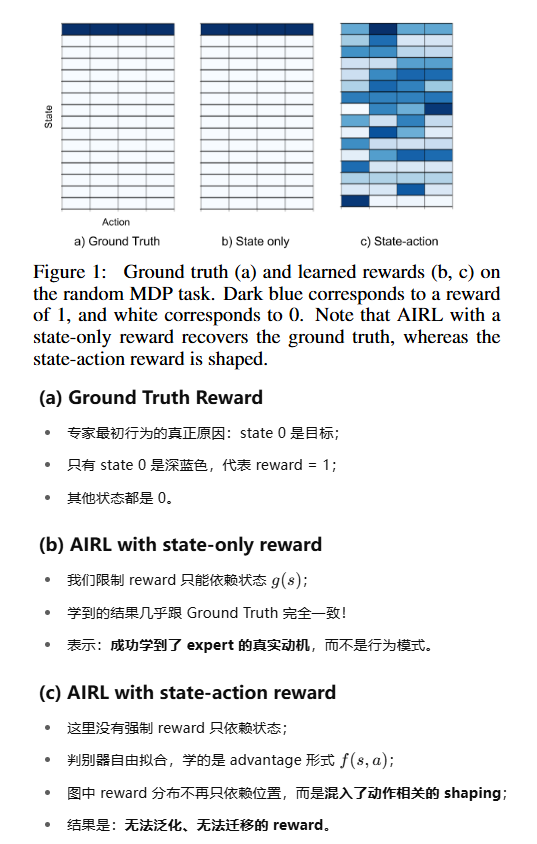 State
Action
a) Ground Truth
b) State only
c) State-action
Figure 1: Ground truth (a) and learned rewards (b, c) on
the random MDP task. Dark blue corresponds to a reward
of 1, and white corresponds to 0. Note that AIRL with a
state-only reward recovers the ground truth, whereas the
state-action reward is shaped.
(a) Ground Truth Reward
• 专家最初行为的真正原因：state 0 是目标；
• 只有 state 0 是深蓝色，代表 reward = 1；
• 其他状态都是 0。
(b) AIRL with state-only reward
• 我们限制 reward 只能依赖状态 g(s)；
• 学到的结果几乎跟 Ground Truth 完全一致！
• 表示：成功学到了 expert 的真实动机，而不是行为模式。
(c) AIRL with state-action reward
• 这里没有强制 reward 只依赖状态；
• 判别器自由拟合，学的是 advantage 形式 f(s, a)；
• 图中 reward 分布不再只依赖位置，而是混入了动作相关的 shaping；
• 结果是：无法泛化、无法迁移的 reward。